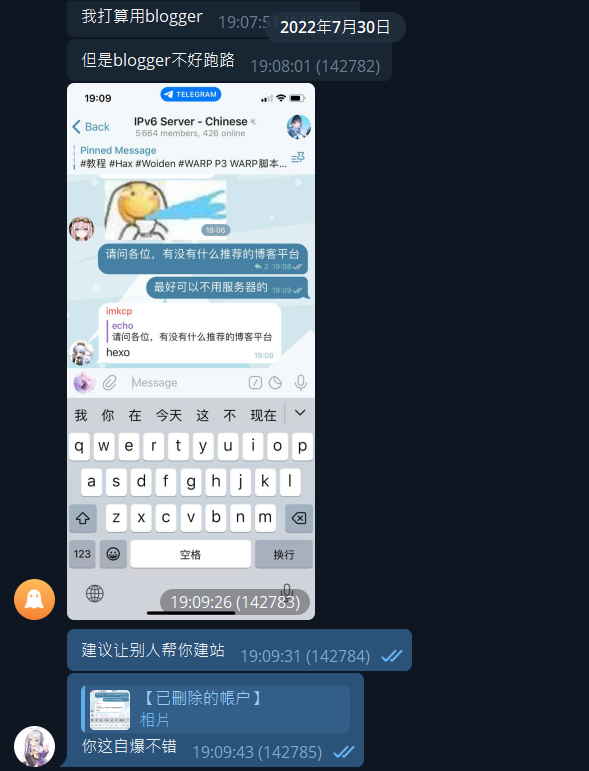 我打算用blogger 19:07:51
2022年7月30日
但是blogger不好跑路 19:08:01 (142782)
19:09 TELEGRAM
Back IPv6 Server - Chinese
5 664 members, 426 online
Pinned Message
#教程 #Hax #Woiden #WARP P3 WARP脚本...
19:06
请问各位，有没有什么推荐的博客平台
2 19:08
最好可以不用服务器的 19:09
imkcp
echo
请问各位，有没有什么推荐的博客平台
hexo 19:09
Message
我 你 在 今天 这 不 现在
q w e r t y u i o p
a s d f g h j k l
z x c v b n m
123 空格 换行
19:09:26 (142783)
建议让别人帮你建站 19:09:31 (142784)
【已刪除的帳户】
相片
你这自爆不错 19:09:43 (142785)